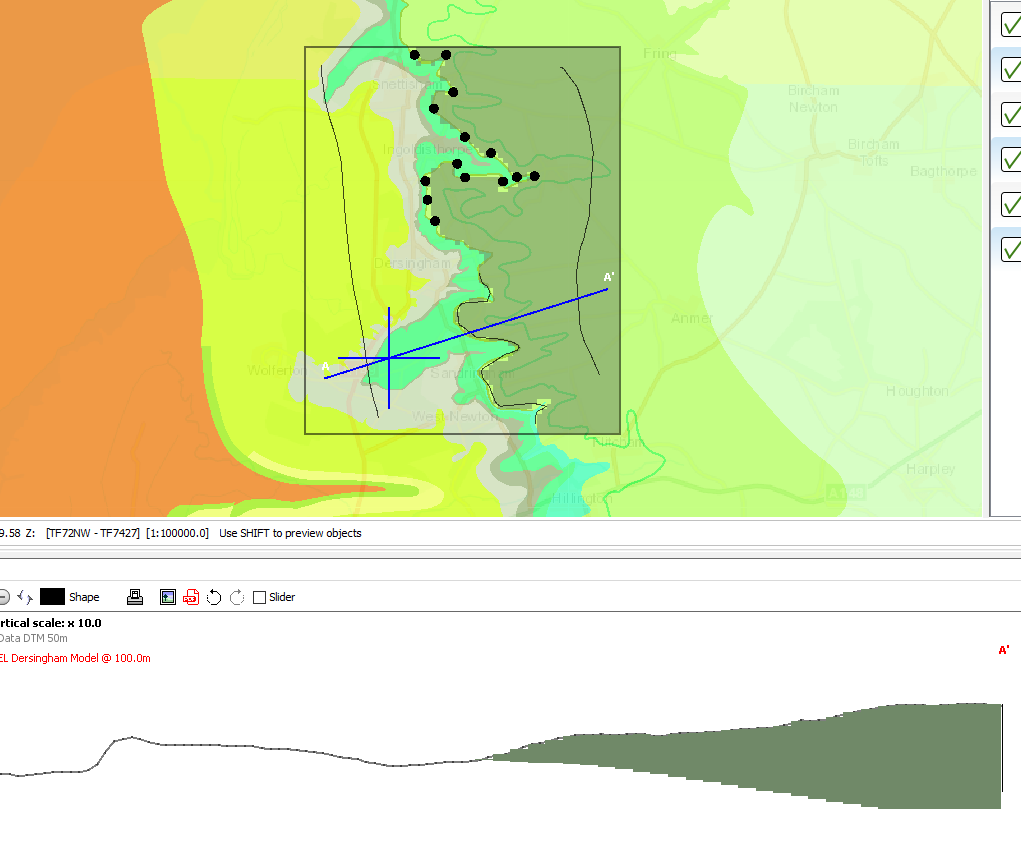 Fring
Snettisham
Bircham
Newton
Bircham
Tofts
Ingoldisthorpe
Bagthorpe
Dersingham
A'
Anmer
A
Wolferton
Sandringham
Houghton
West Newton
Flitcham
Harpley
A148
Hillington
9.58 Z: [TF72NW - TF7427] [1:100000.0] Use SHIFT to preview objects
Shape
Slider
rtical scale: x 10.0
Data DTM 50m
A'
EL Dersingham Model @ 100.0m